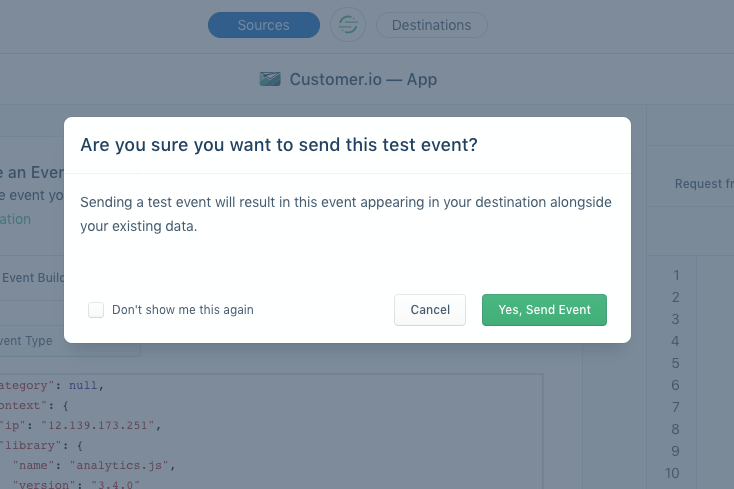 Sources
Destinations
Customer.io — App
Are you sure you want to send this test event?
e an Ever
Request fr
Sending a test event will result in this event appearing in your destination alongside
your existing data.
e event yo
ation
Event Build
Don't show me this again
Cancel
Yes, Send Event
vent Type
ategory": null,
ontext": {
"ip": "12.139.173.251",
"library": {
"name": "analytics.js",
"version": "3.4.0"
1
2
3
4
5
6
7
8
9
10